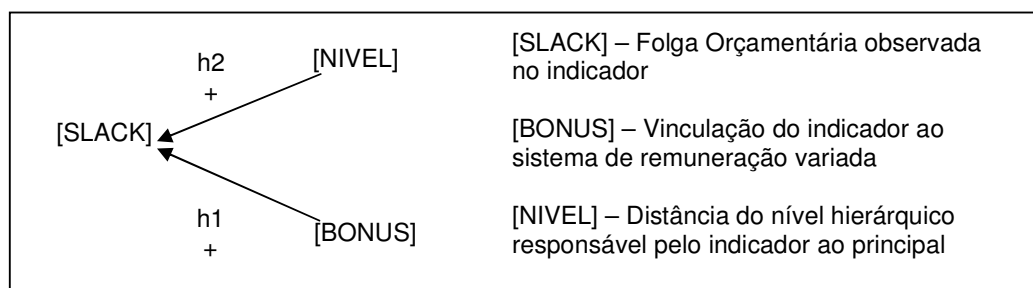 h2
+
[NIVEL]
[SLACK]
h1
+
[BONUS]
[SLACK] – Folga Orçamentária observada
no indicador
[BONUS] – Vinculação do indicador ao
sistema de remuneração variada
[NIVEL] – Distância do nível hierárquico
responsável pelo indicador ao principal